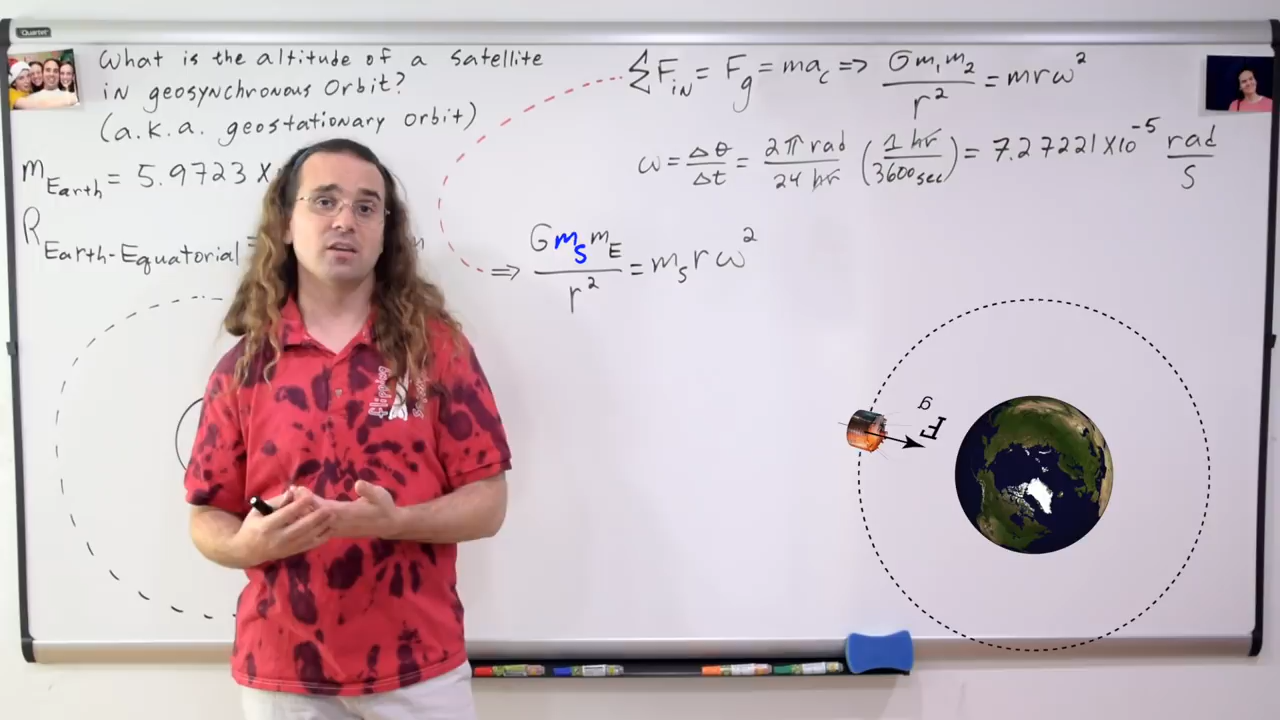 Quartet
What is the altitude of a satellite
in geosynchronous Orbit?
(a.k.a. geostationary orbit)
m_Earth = 5.9723 X
R_Earth-Equatorial =
ΣF_IN = F_g = ma_c ⇒ Gm₁m₂/r² = mrω²
ω = Δθ/Δt = 2π rad/24 hr (1 hr/3600 sec) = 7.27221 X10⁻⁵ rad/s
⇒ Gm_s m_E/r² = m_s r ω²
F_g
flipping